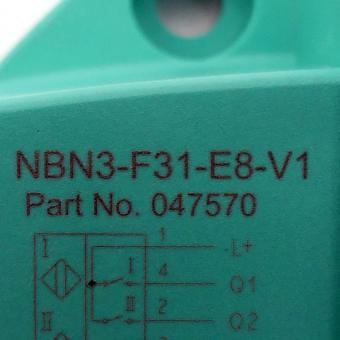 NBN3-F31-E8-V1
Part No. 047570
1 L+
I I 4 Q1
II II 2 Q2